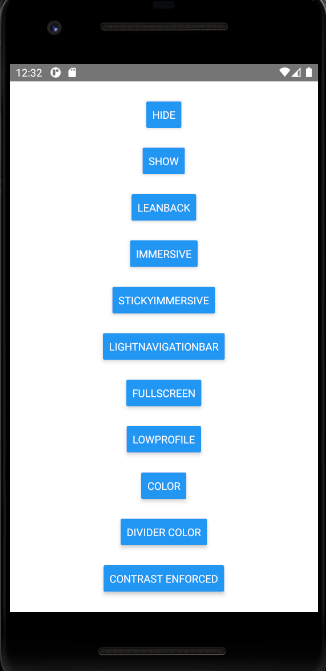 12:32
HIDE
SHOW
LEANBACK
IMMERSIVE
STICKYIMMERSIVE
LIGHTNAVIGATIONBAR
FULLSCREEN
LOWPROFILE
COLOR
DIVIDER COLOR
CONTRAST ENFORCED